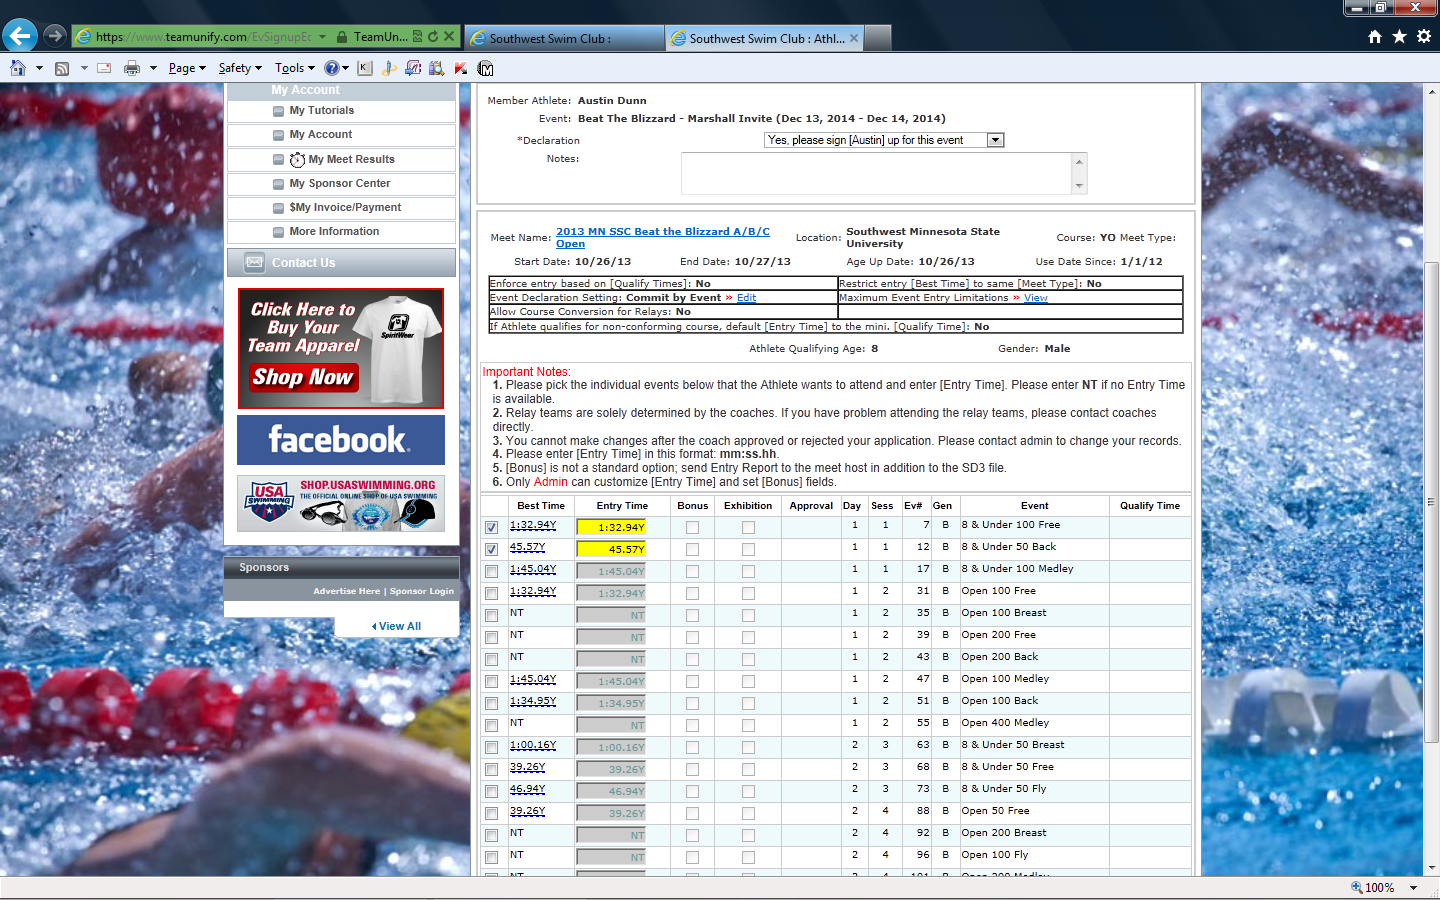 https://www.teamunify.com/EvSignupEd
TeamUn...
Southwest Swim Club :
Southwest Swim Club : Athl...
Page Safety Tools
My Account
My Tutorials
My Account
My Meet Results
My Sponsor Center
$My Invoice/Payment
More Information
Contact Us
Click Here to
Buy Your
Team Apparel
Shop Now
SpiritWear
facebook.
USA
SWIMMING
SHOP.USASWIMMING.ORG
THE OFFICIAL ONLINE SHOP OF USA SWIMMING
Sponsors
Advertise Here | Sponsor Login
View All
Member Athlete: Austin Dunn
Event: Beat The Blizzard - Marshall Invite (Dec 13, 2014 - Dec 14, 2014)
*Declaration Yes, please sign [Austin] up for this event
Notes:
Meet Name: 2013 MN SSC Beat the Blizzard A/B/C Open Location: Southwest Minnesota State University Course: YO Meet Type:
Start Date: 10/26/13 End Date: 10/27/13 Age Up Date: 10/26/13 Use Date Since: 1/1/12
Enforce entry based on [Qualify Times]: No Restrict entry [Best Time] to same [Meet Type]: No
Event Declaration Setting: Commit by Event » Edit Maximum Event Entry Limitations » View
Allow Course Conversion for Relays: No
If Athlete qualifies for non-conforming course, default [Entry Time] to the mini. [Qualify Time]: No
Athlete Qualifying Age: 8 Gender: Male
Important Notes:
1. Please pick the individual events below that the Athlete wants to attend and enter [Entry Time]. Please enter NT if no Entry Time
is available.
2. Relay teams are solely determined by the coaches. If you have problem attending the relay teams, please contact coaches
directly.
3. You cannot make changes after the coach approved or rejected your application. Please contact admin to change your records.
4. Please enter [Entry Time] in this format: mm:ss.hh.
5. [Bonus] is not a standard option; send Entry Report to the meet host in addition to the SD3 file.
6. Only Admin can customize [Entry Time] and set [Bonus] fields.
Best Time Entry Time Bonus Exhibition Approval Day Sess Ev# Gen Event Qualify Time
1:32.94Y 1:32.94Y 1 1 7 B 8 & Under 100 Free
45.57Y 45.57Y 1 1 12 B 8 & Under 50 Back
1:45.04Y 1:45.04Y 1 1 17 B 8 & Under 100 Medley
1:32.94Y 1:32.94Y 1 2 31 B Open 100 Free
NT NT 1 2 35 B Open 100 Breast
NT NT 1 2 39 B Open 200 Free
NT NT 1 2 43 B Open 200 Back
1:45.04Y 1:45.04Y 1 2 47 B Open 100 Medley
1:34.95Y 1:34.95Y 1 2 51 B Open 100 Back
NT NT 1 2 55 B Open 400 Medley
1:00.16Y 1:00.16Y 2 3 63 B 8 & Under 50 Breast
39.26Y 39.26Y 2 3 68 B 8 & Under 50 Free
46.94Y 46.94Y 2 3 73 B 8 & Under 50 Fly
39.26Y 39.26Y 2 4 88 B Open 50 Free
NT NT 2 4 92 B Open 200 Breast
NT NT 2 4 96 B Open 100 Fly
100%